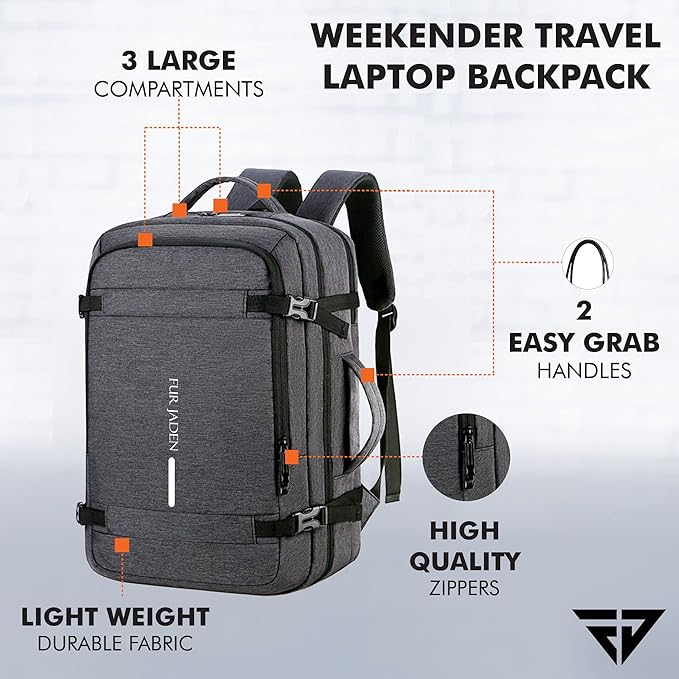 WEEKENDER TRAVEL
LAPTOP BACKPACK
3 LARGE
COMPARTMENTS
2
EASY GRAB
HANDLES
FUR JADEN
HIGH
QUALITY
ZIPPERS
LIGHT WEIGHT
DURABLE FABRIC